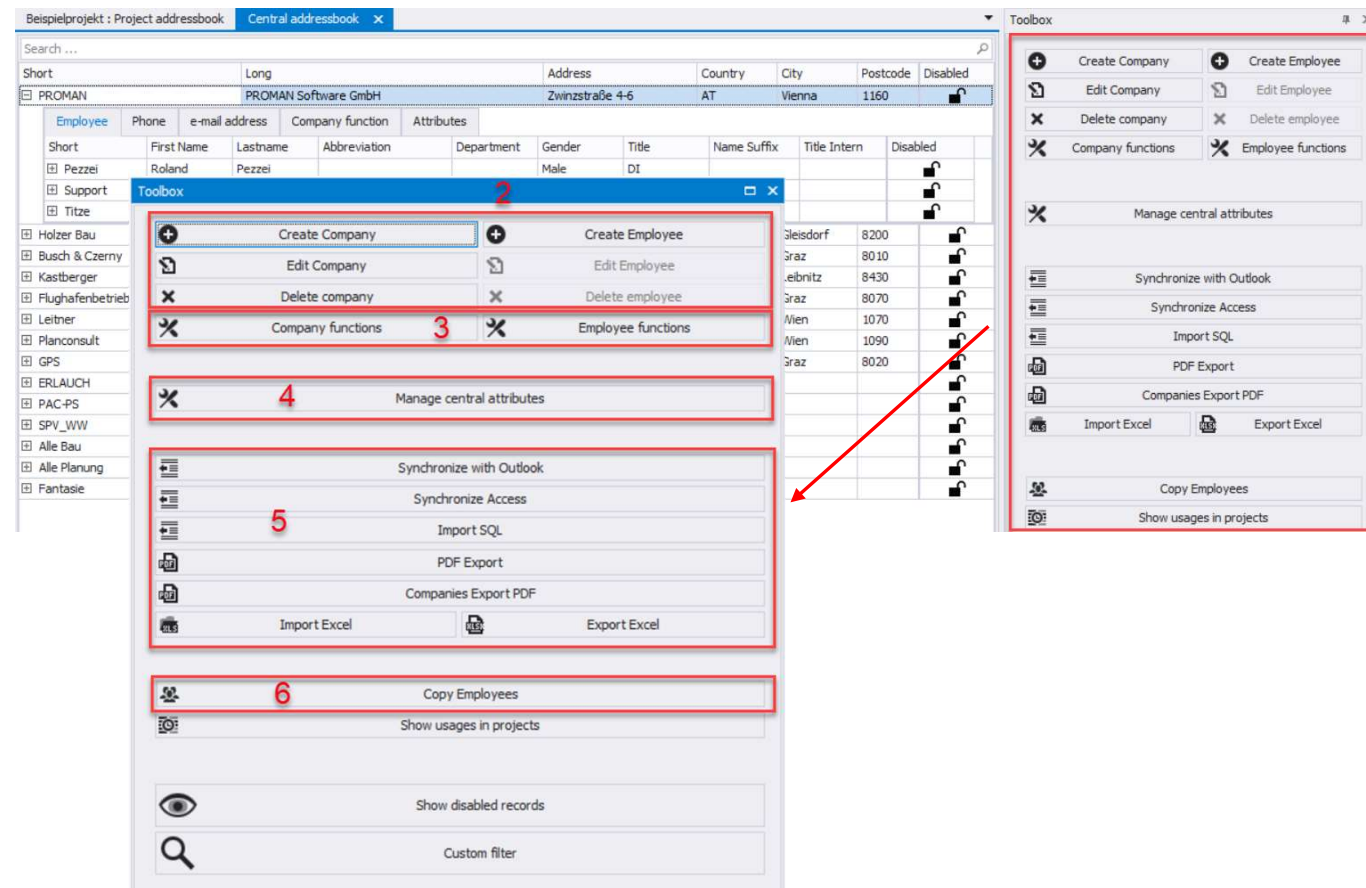 Beispielprojekt : Project addressbook Central addressbook
Search ...
Short Long Address Country City Postcode Disabled
PROMAN PROMAN Software GmbH Zwinzstraße 4-6 AT Vienna 1160
Employee Phone e-mail address Company function Attributes
Short First Name Lastname Abbreviation Department Gender Title Name Suffix Title Intern Disabled
Pezzei Roland Pezzei Male DI
Support
Titze
Holzer Bau Gleisdorf 8200
Busch & Czerny Graz 8010
Kastberger Leibnitz 8430
Flughafenbetrieb Graz 8070
Leitner Wien 1070
Planconsult Wien 1090
GPS Graz 8020
ERLAUCH
PAC-PS
SPV_WW
Alle Bau
Alle Planung
Fantasie
Toolbox 2
Create Company Create Employee
Edit Company Edit Employee
Delete company Delete employee
Company functions 3 Employee functions
4 Manage central attributes
Synchronize with Outlook
Synchronize Access
5 Import SQL
PDF PDF Export
PDF Companies Export PDF
XLS Import Excel XLSX Export Excel
6 Copy Employees
Show usages in projects
Show disabled records
Custom filter
Toolbox
Create Company Create Employee
Edit Company Edit Employee
Delete company Delete employee
Company functions Employee functions
Manage central attributes
Synchronize with Outlook
Synchronize Access
Import SQL
PDF PDF Export
PDF Companies Export PDF
XLS Import Excel XLSX Export Excel
Copy Employees
Show usages in projects